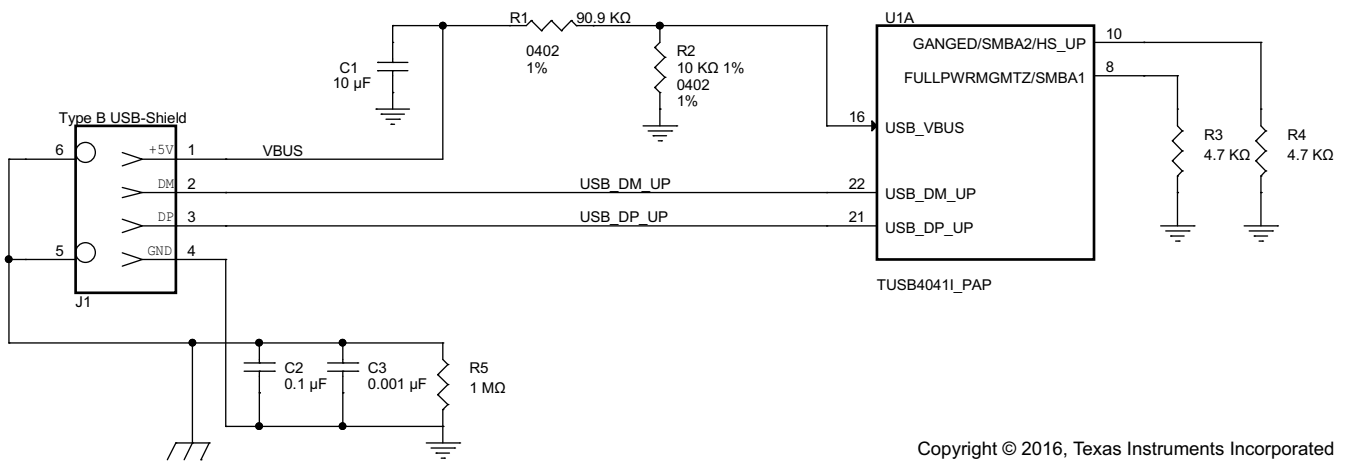 R1 90.9 KΩ
0402
1%
C1
10 µF
R2
10 KΩ 1%
0402
1%
U1A
GANGED/SMBA2/HS_UP 10
FULLPWRMGMTZ/SMBA1 8
16 USB_VBUS
R3
4.7 KΩ
R4
4.7 KΩ
Type B USB-Shield
6 +5V 1 VBUS
DM 2 USB_DM_UP 22 USB_DM_UP
DP 3 USB_DP_UP 21 USB_DP_UP
5 GND 4
J1
TUSB4041I_PAP
C2
0.1 µF
C3
0.001 µF
R5
1 MΩ
Copyright © 2016, Texas Instruments Incorporated